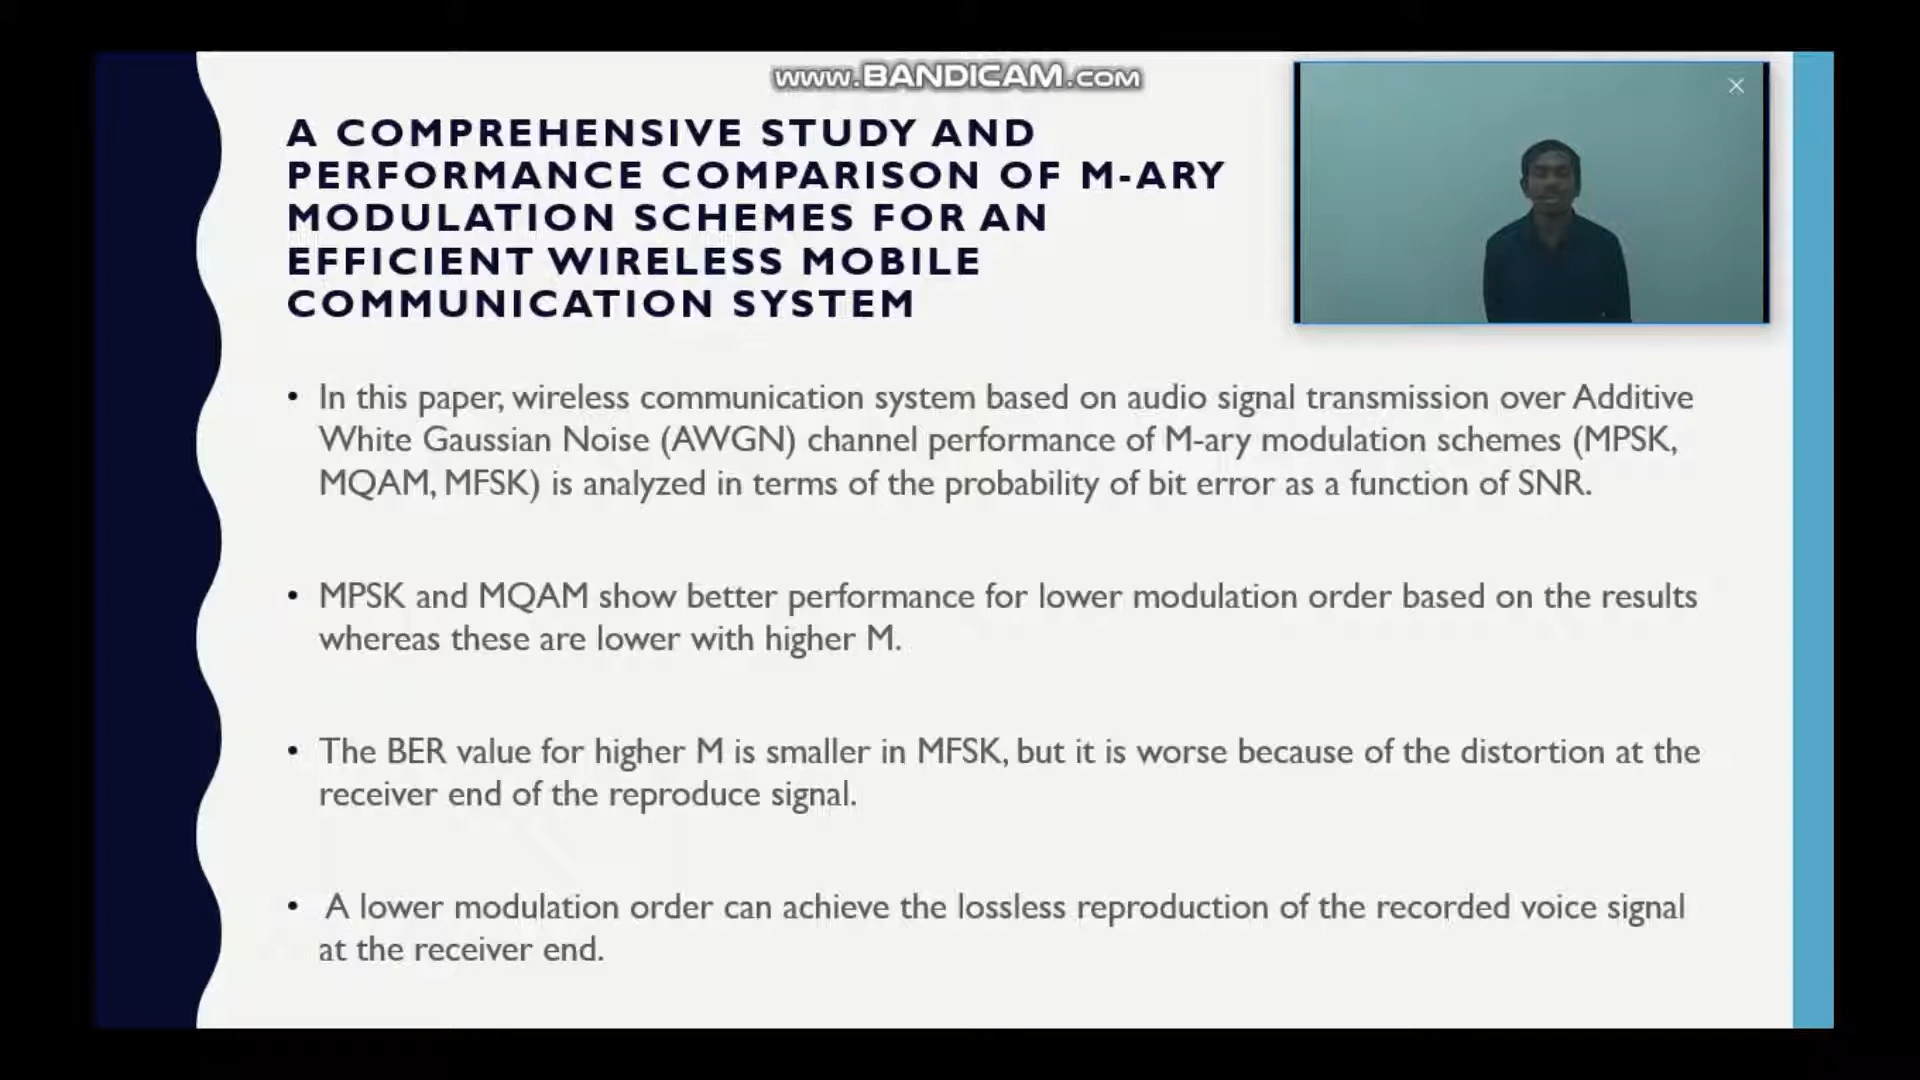 www.BANDICAM.com
A COMPREHENSIVE STUDY AND
PERFORMANCE COMPARISON OF M-ARY
MODULATION SCHEMES FOR AN
EFFICIENT WIRELESS MOBILE
COMMUNICATION SYSTEM
• In this paper, wireless communication system based on audio signal transmission over Additive
White Gaussian Noise (AWGN) channel performance of M-ary modulation schemes (MPSK,
MQAM, MFSK) is analyzed in terms of the probability of bit error as a function of SNR.
• MPSK and MQAM show better performance for lower modulation order based on the results
whereas these are lower with higher M.
• The BER value for higher M is smaller in MFSK, but it is worse because of the distortion at the
receiver end of the reproduce signal.
• A lower modulation order can achieve the lossless reproduction of the recorded voice signal
at the receiver end.